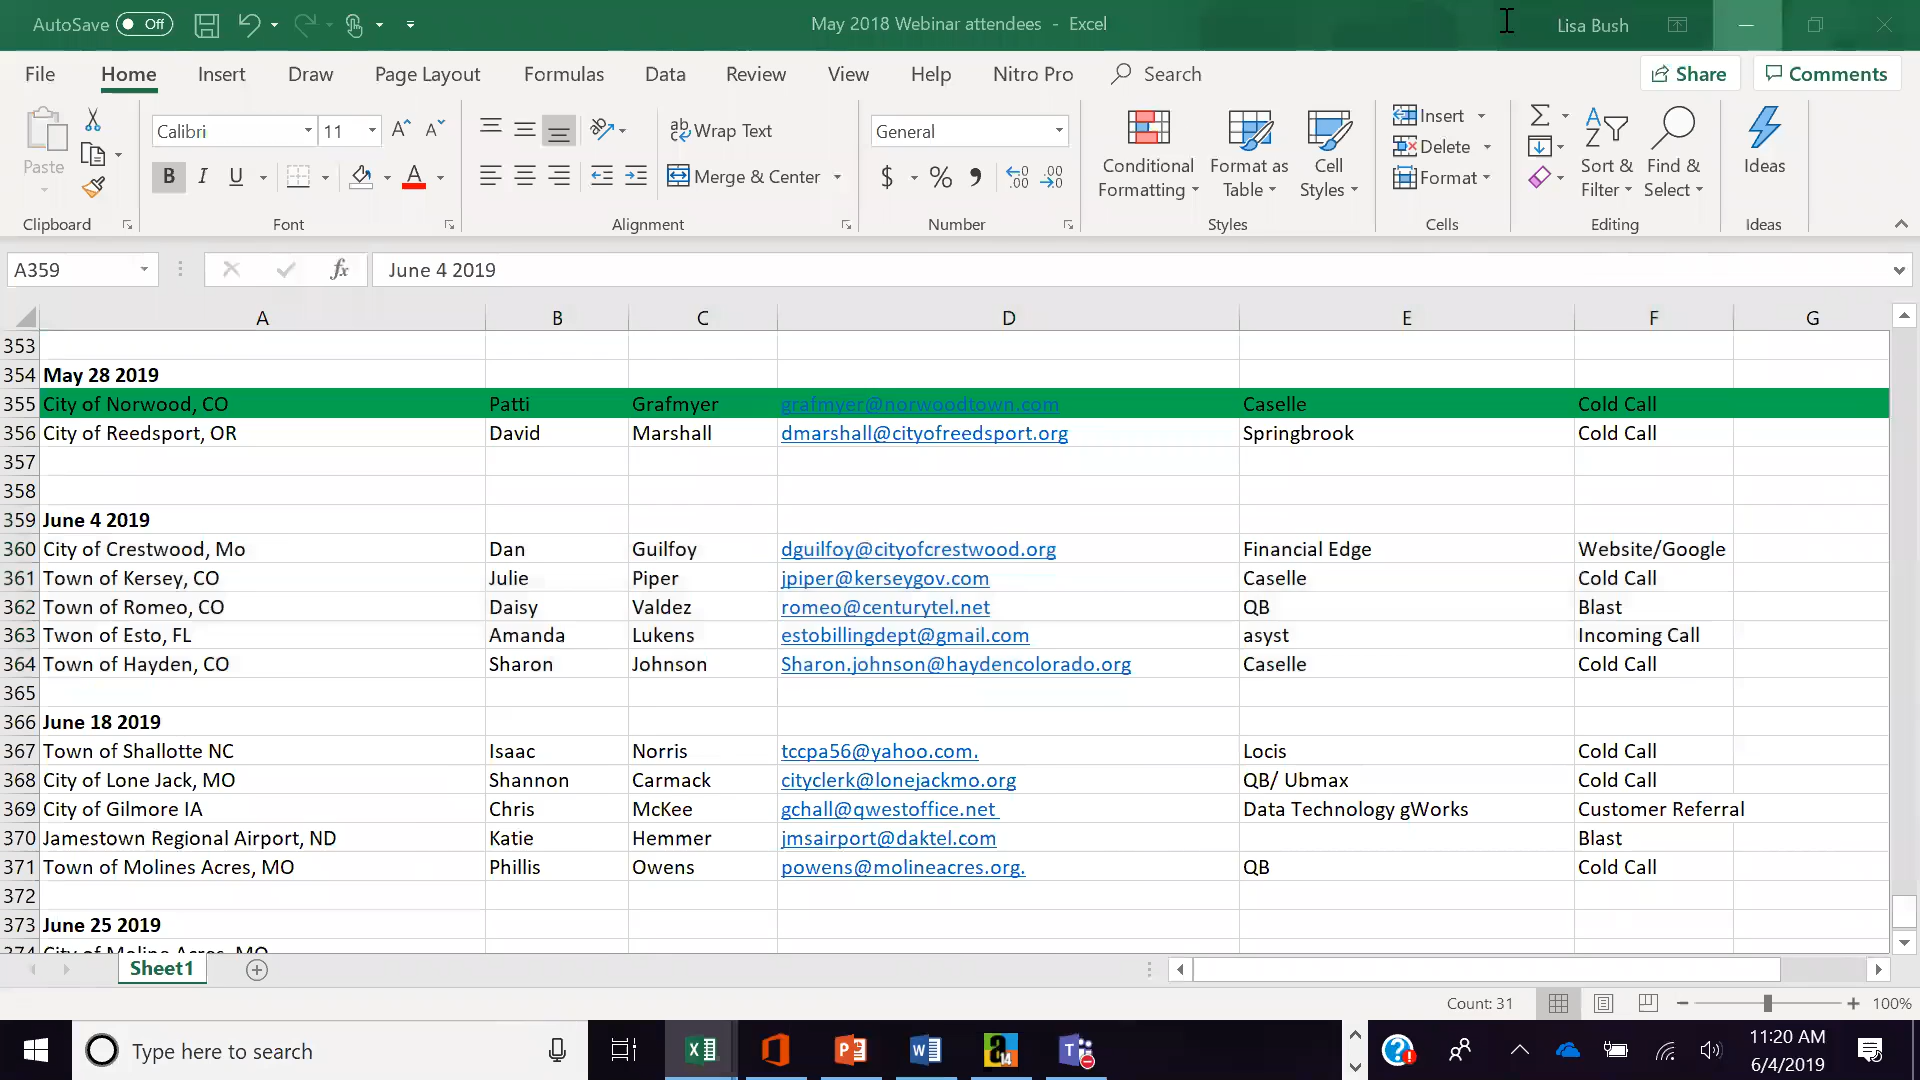 AutoSave Off May 2018 Webinar attendees - Excel Lisa Bush
File Home Insert Draw Page Layout Formulas Data Review View Help Nitro Pro Search Share Comments
Paste
Clipboard
Calibri 11
B I U A
Font
ab Wrap Text
Merge & Center
Alignment
General
$ % , .00 .00
Number
Conditional Formatting
Format as Table
Cell Styles
Styles
Insert
Delete
Format
Cells
Sort & Filter
Find & Select
Editing
Ideas
Ideas
A359 fx June 4 2019
A B C D E F G
353
354 May 28 2019
355 City of Norwood, CO Patti Grafmyer grafmyer@norwoodtown.com Caselle Cold Call
356 City of Reedsport, OR David Marshall dmarshall@cityofreedsport.org Springbrook Cold Call
357
358
359 June 4 2019
360 City of Crestwood, Mo Dan Guilfoy dguilfoy@cityofcrestwood.org Financial Edge Website/Google
361 Town of Kersey, CO Julie Piper jpiper@kerseygov.com Caselle Cold Call
362 Town of Romeo, CO Daisy Valdez romeo@centurytel.net QB Blast
363 Twon of Esto, FL Amanda Lukens estobillingdept@gmail.com asyst Incoming Call
364 Town of Hayden, CO Sharon Johnson Sharon.johnson@haydencolorado.org Caselle Cold Call
365
366 June 18 2019
367 Town of Shallotte NC Isaac Norris tccpa56@yahoo.com. Locis Cold Call
368 City of Lone Jack, MO Shannon Carmack cityclerk@lonejackmo.org QB/ Ubmax Cold Call
369 City of Gilmore IA Chris McKee gchall@qwestoffice.net Data Technology gWorks Customer Referral
370 Jamestown Regional Airport, ND Katie Hemmer jmsairport@daktel.com Blast
371 Town of Molines Acres, MO Phillis Owens powens@molineacres.org. QB Cold Call
372
373 June 25 2019
374 City of Moline Acres, MO
Sheet1
Count: 31 100%
Type here to search 11:20 AM
6/4/2019